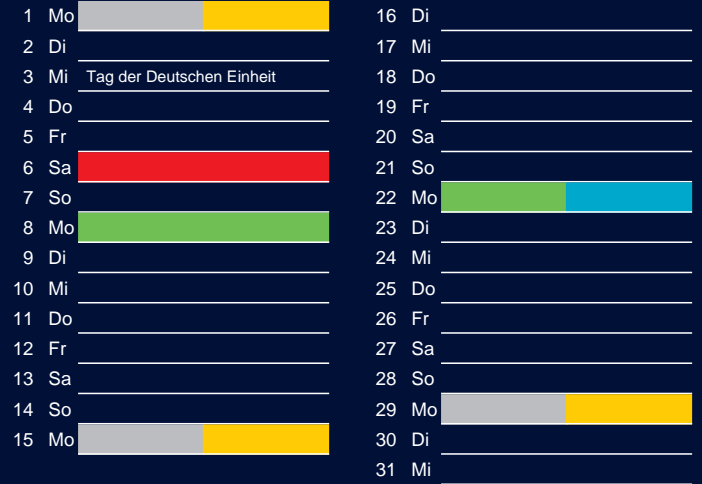 1 Mo
2 Di
3 Mi Tag der Deutschen Einheit
4 Do
5 Fr
6 Sa
7 So
8 Mo
9 Di
10 Mi
11 Do
12 Fr
13 Sa
14 So
15 Mo
16 Di
17 Mi
18 Do
19 Fr
20 Sa
21 So
22 Mo
23 Di
24 Mi
25 Do
26 Fr
27 Sa
28 So
29 Mo
30 Di
31 Mi